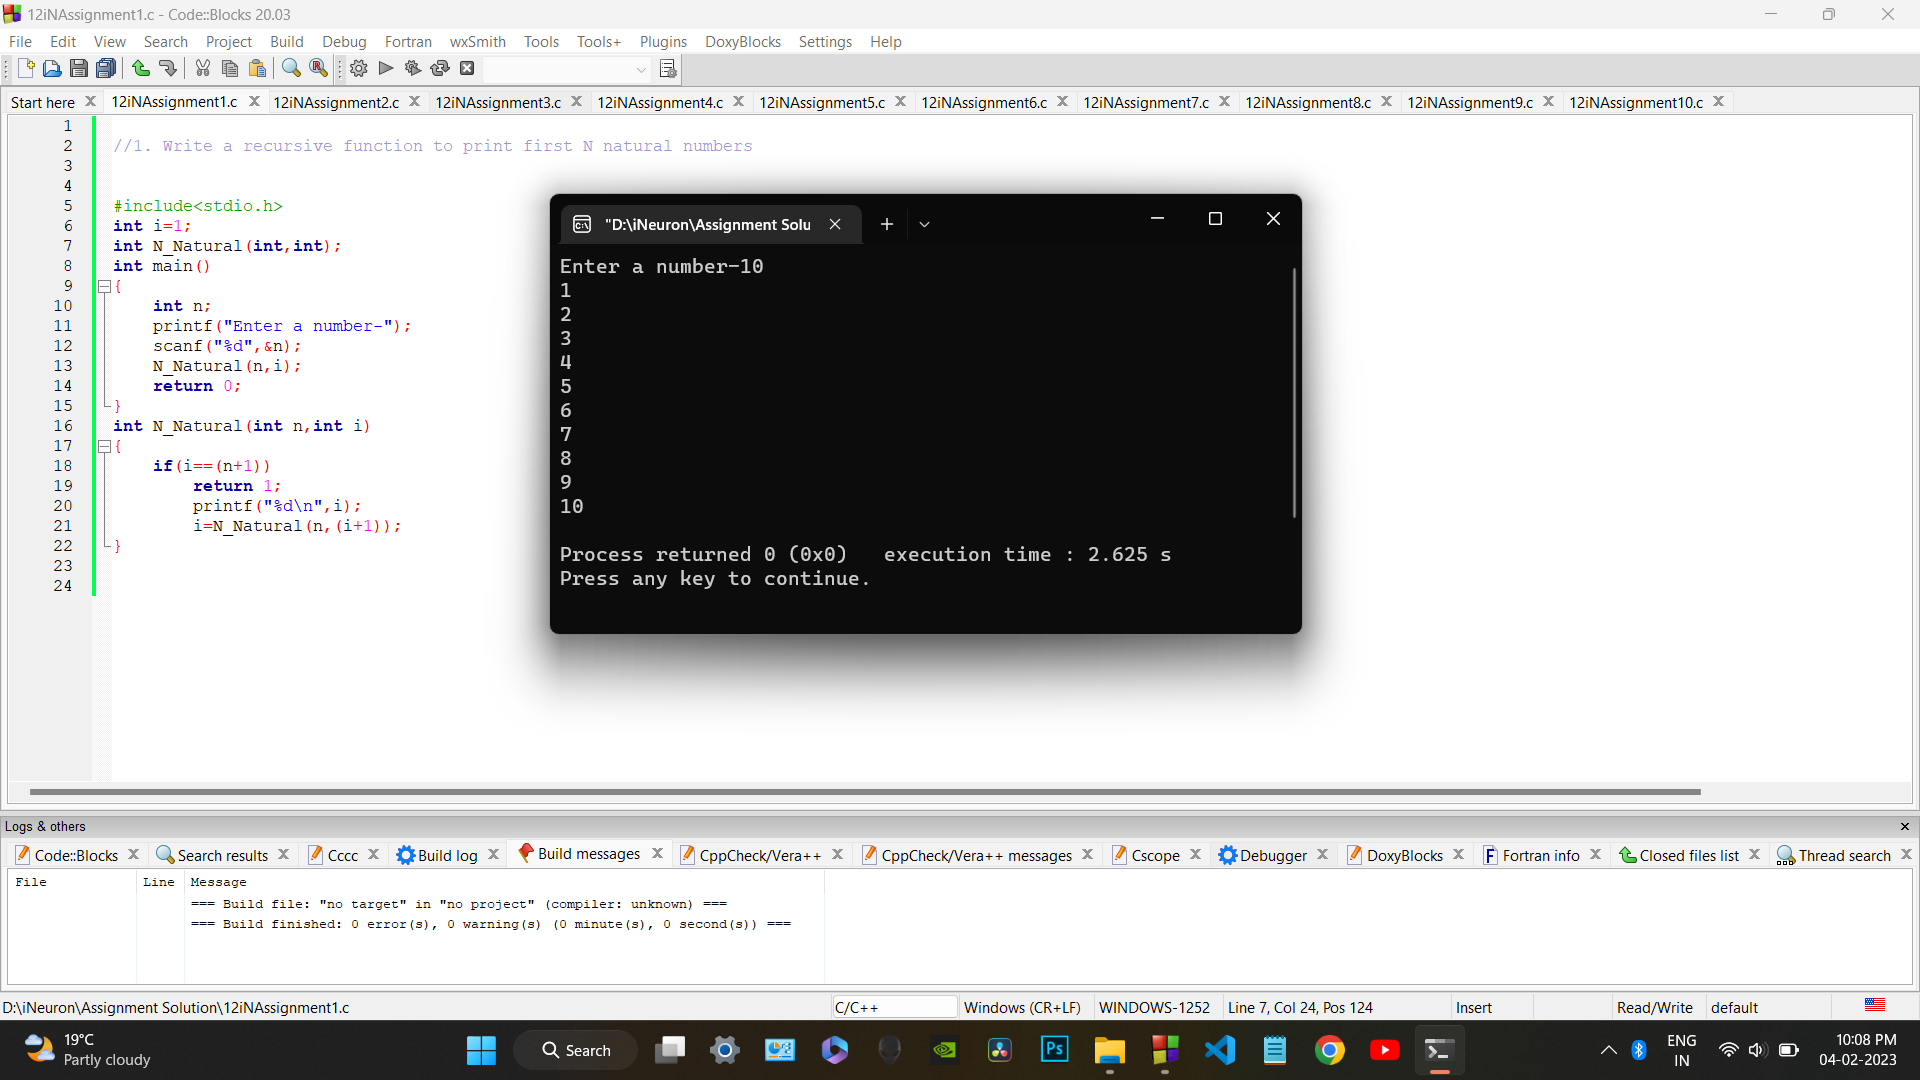 12iNAssignment1.c - Code::Blocks 20.03
File Edit View Search Project Build Debug Fortran wxSmith Tools Tools+ Plugins DoxyBlocks Settings Help
Start here 12iNAssignment1.c 12iNAssignment2.c 12iNAssignment3.c 12iNAssignment4.c 12iNAssignment5.c 12iNAssignment6.c 12iNAssignment7.c 12iNAssignment8.c 12iNAssignment9.c 12iNAssignment10.c
1
2 //1. Write a recursive function to print first N natural numbers
3
4
5 #include<stdio.h>
6 int i=1;
7 int N_Natural(int,int);
8 int main()
9 {
10 int n;
11 printf("Enter a number-");
12 scanf("%d",&n);
13 N_Natural(n,i);
14 return 0;
15 }
16 int N_Natural(int n,int i)
17 {
18 if(i==(n+1))
19 return 1;
20 printf("%d\n",i);
21 i=N_Natural(n,(i+1));
22 }
23
24
"D:\iNeuron\Assignment Solu
Enter a number-10
1
2
3
4
5
6
7
8
9
10
Process returned 0 (0x0) execution time : 2.625 s
Press any key to continue.
Logs & others
Code::Blocks Search results Cccc Build log Build messages CppCheck/Vera++ CppCheck/Vera++ messages Cscope Debugger DoxyBlocks Fortran info Closed files list Thread search
File Line Message
=== Build file: "no target" in "no project" (compiler: unknown) ===
=== Build finished: 0 error(s), 0 warning(s) (0 minute(s), 0 second(s)) ===
D:\iNeuron\Assignment Solution\12iNAssignment1.c C/C++ Windows (CR+LF) WINDOWS-1252 Line 7, Col 24, Pos 124 Insert Read/Write default
19°C
Partly cloudy
Search
Ps
ENG
IN
10:08 PM
04-02-2023